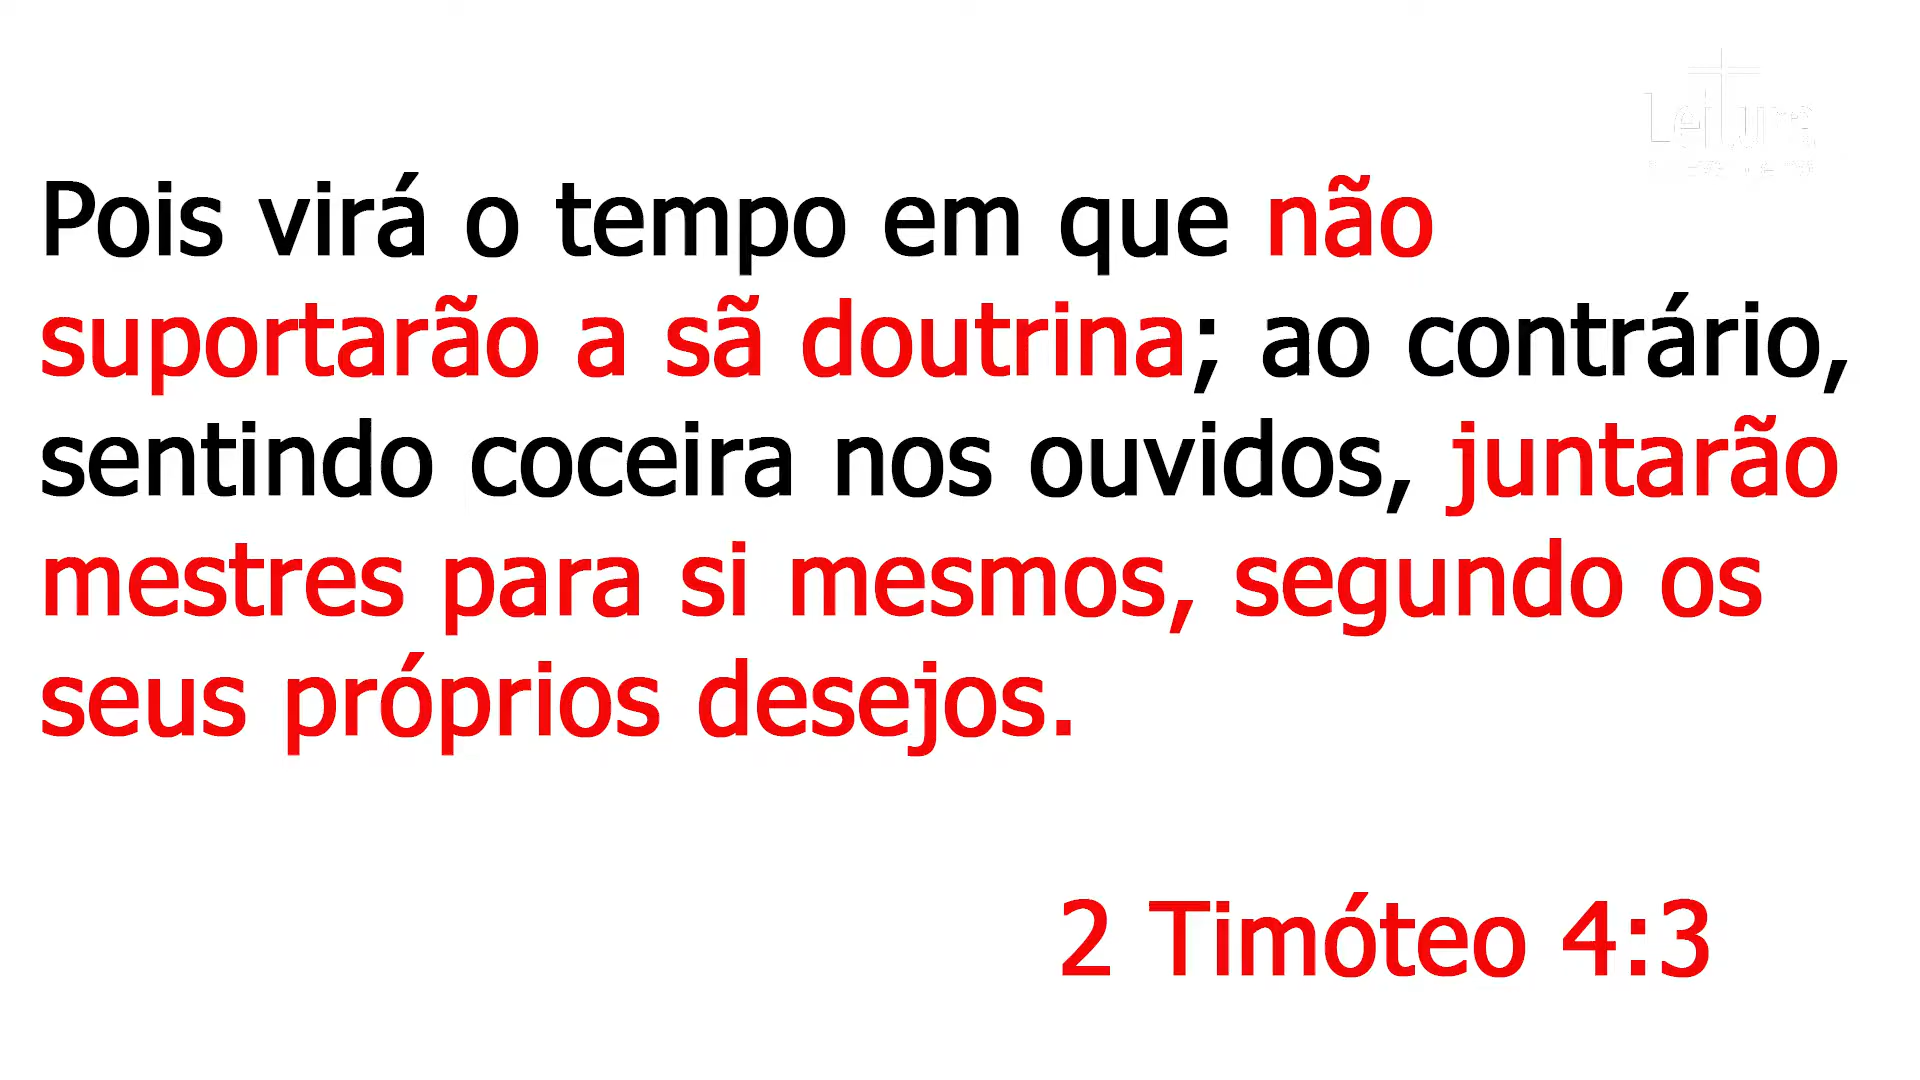 Leitura
Pois virá o tempo em que não
suportarão a sã doutrina; ao contrário,
sentindo coceira nos ouvidos, juntarão
mestres para si mesmos, segundo os
seus próprios desejos.
2 Timóteo 4:3